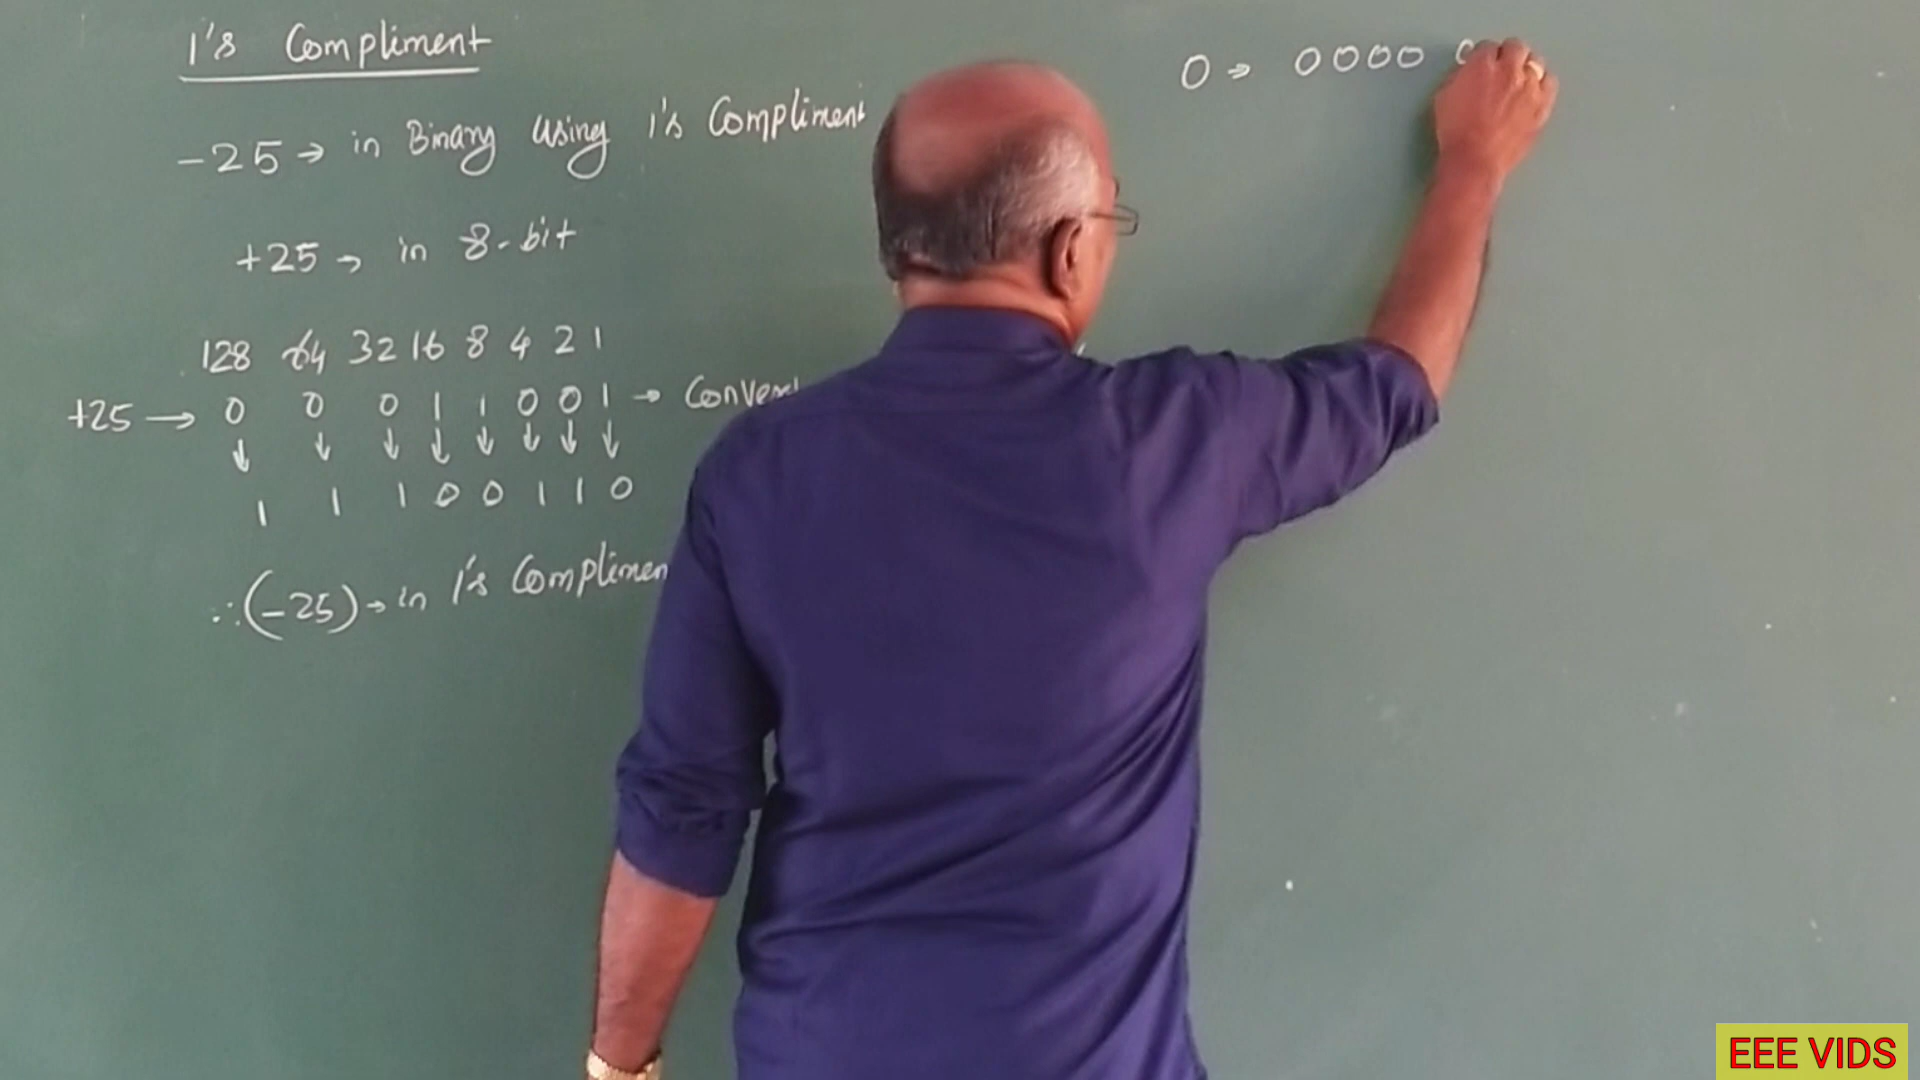 1's Compliment
-25 → in Binary Using 1's Compliment
+25 → in 8-bit
128 64 32 16 8 4 2 1
+25 → 0 0 0 1 1 0 0 1 → Conver
↓ ↓ ↓ ↓ ↓ ↓ ↓ ↓
1 1 1 0 0 1 1 0
∴ (-25) → in 1's Complimen
0 → 0000 0
EEE VIDS